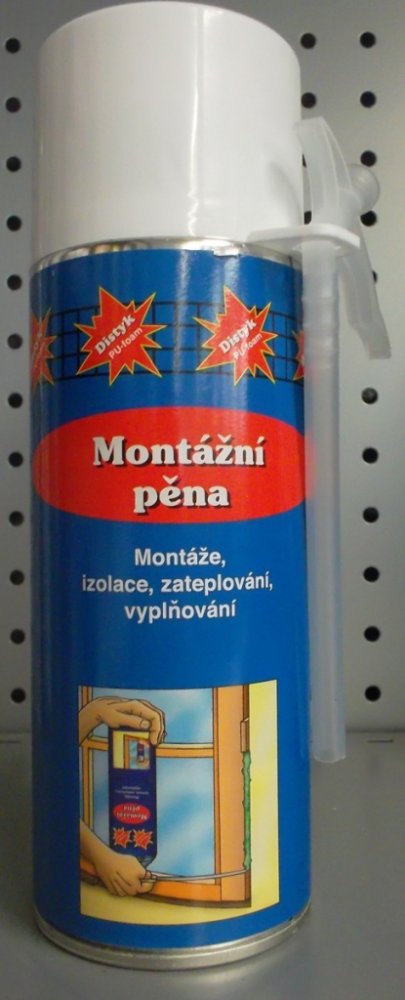 Distyk
PU-foam
Distyk
PU-foam
Montážní
pěna
Montáže,
izolace, zateplování,
vyplňování